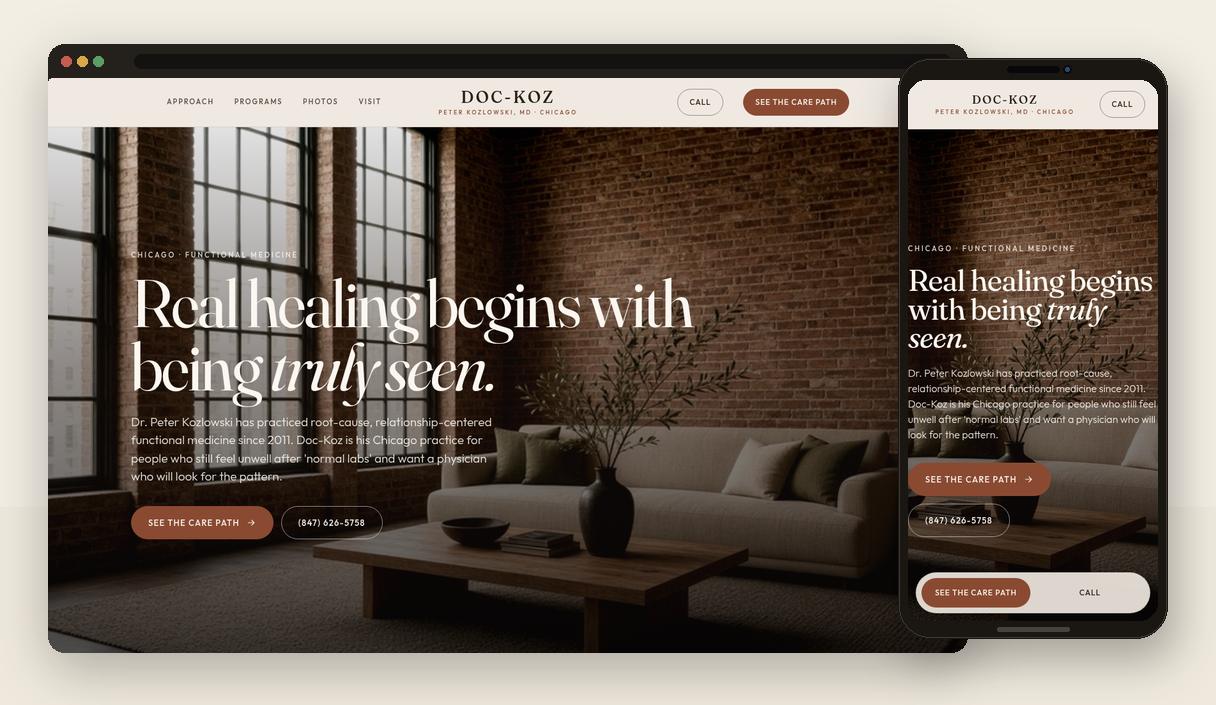 APPROACH PROGRAMS PHOTOS VISIT
DOC-KOZ
PETER KOZLOWSKI, MD · CHICAGO
CALL
SEE THE CARE PATH
CHICAGO · FUNCTIONAL MEDICINE
Real healing begins with
being truly seen.
Dr. Peter Kozlowski has practiced root-cause, relationship-centered
functional medicine since 2011. Doc-Koz is his Chicago practice for
people who still feel unwell after 'normal labs' and want a physician
who will look for the pattern.
SEE THE CARE PATH →
(847) 626-5758
DOC-KOZ
PETER KOZLOWSKI, MD · CHICAGO
CALL
CHICAGO · FUNCTIONAL MEDICINE
Real healing begins
with being truly
seen.
Dr. Peter Kozlowski has practiced root-cause,
relationship-centered functional medicine since 2011.
Doc-Koz is his Chicago practice for people who still feel
unwell after 'normal labs' and want a physician who will
look for the pattern.
SEE THE CARE PATH →
(847) 626-5758
SEE THE CARE PATH
CALL